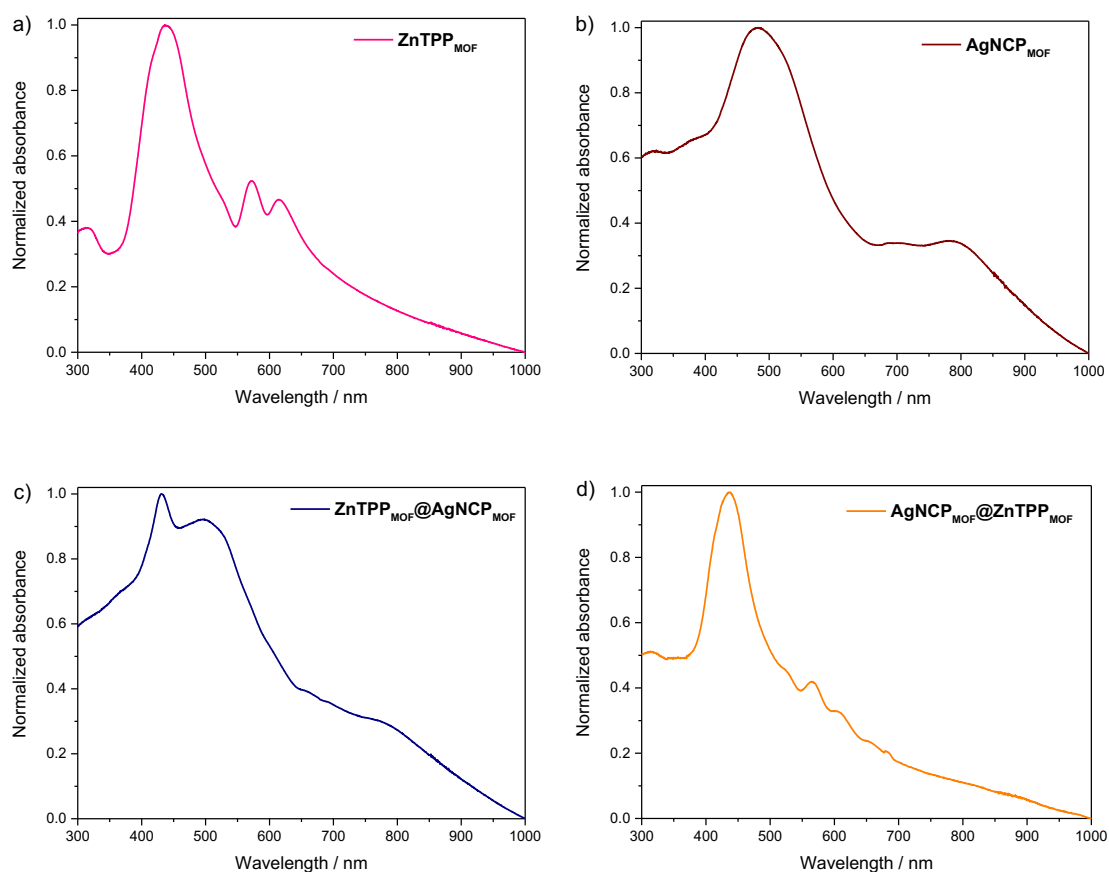 a)
ZnTPPMOF
Normalized absorbance
1.0
0.8
0.6
0.4
0.2
0.0
300 400 500 600 700 800 900 1000
Wavelength / nm
b)
AgNCPMOF
Normalized absorbance
1.0
0.8
0.6
0.4
0.2
0.0
300 400 500 600 700 800 900 1000
Wavelength / nm
c)
ZnTPPMOF@AgNCPMOF
Normalized absorbance
1.0
0.8
0.6
0.4
0.2
0.0
300 400 500 600 700 800 900 1000
Wavelength / nm
d)
AgNCPMOF@ZnTPPMOF
Normalized absorbance
1.0
0.8
0.6
0.4
0.2
0.0
300 400 500 600 700 800 900 1000
Wavelength / nm